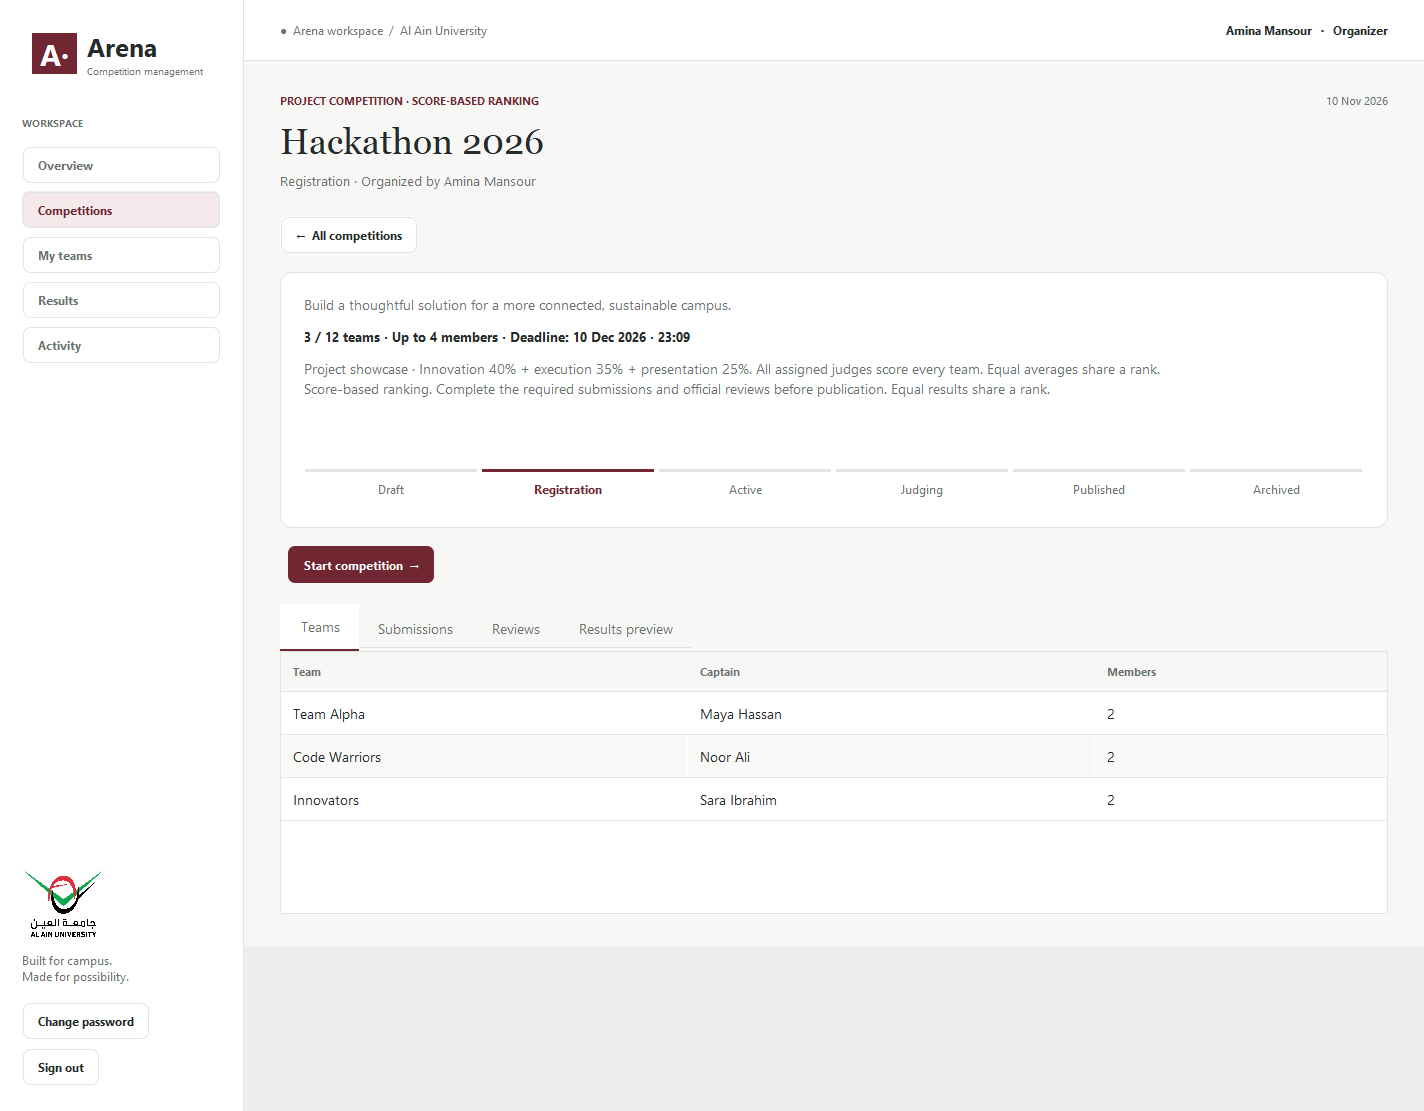 A·
Arena
Competition management
WORKSPACE
Overview
Competitions
My teams
Results
Activity
جامعة العين
AL AIN UNIVERSITY
Built for campus.
Made for possibility.
Change password
Sign out
● Arena workspace / Al Ain University
Amina Mansour · Organizer
PROJECT COMPETITION · SCORE-BASED RANKING
10 Nov 2026
Hackathon 2026
Registration · Organized by Amina Mansour
← All competitions
Build a thoughtful solution for a more connected, sustainable campus.
3 / 12 teams · Up to 4 members · Deadline: 10 Dec 2026 · 23:09
Project showcase · Innovation 40% + execution 35% + presentation 25%. All assigned judges score every team. Equal averages share a rank.
Score-based ranking. Complete the required submissions and official reviews before publication. Equal results share a rank.
Draft Registration Active Judging Published Archived
Start competition →
Teams Submissions Reviews Results preview
Team Captain Members
Team Alpha Maya Hassan 2
Code Warriors Noor Ali 2
Innovators Sara Ibrahim 2